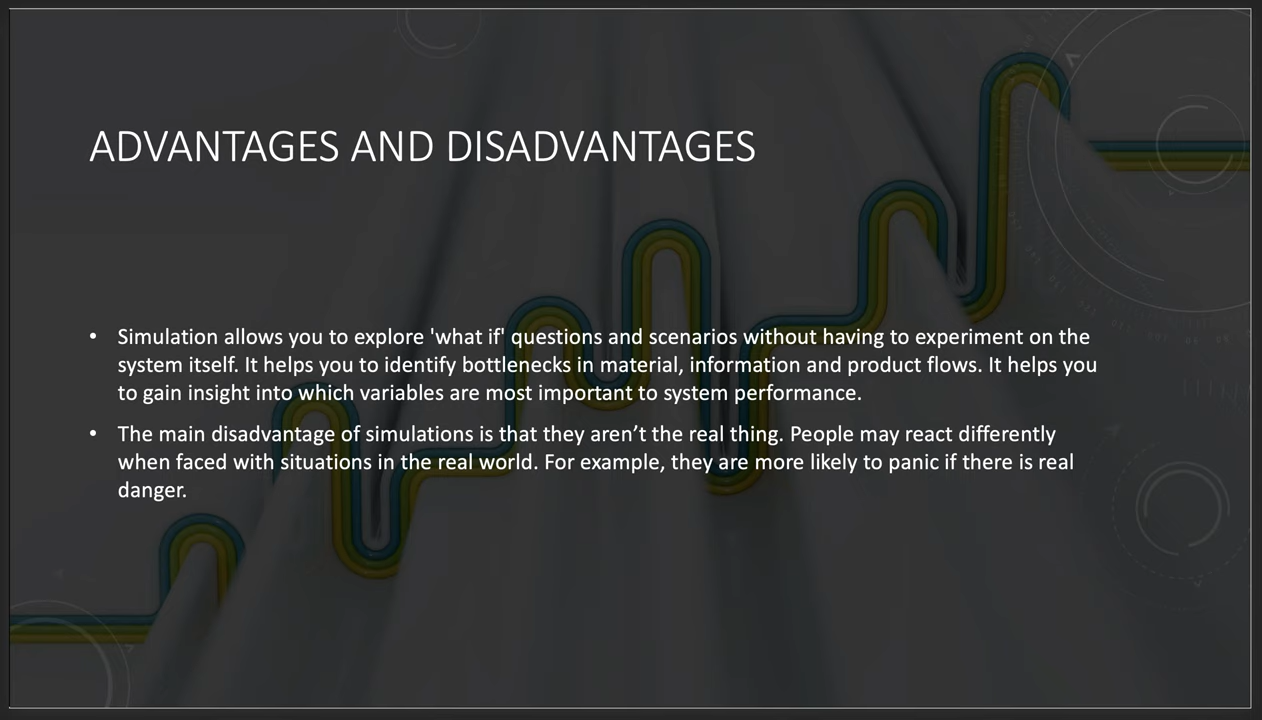 ADVANTAGES AND DISADVANTAGES
• Simulation allows you to explore 'what if' questions and scenarios without having to experiment on the
system itself. It helps you to identify bottlenecks in material, information and product flows. It helps you
to gain insight into which variables are most important to system performance.
• The main disadvantage of simulations is that they aren’t the real thing. People may react differently
when faced with situations in the real world. For example, they are more likely to panic if there is real
danger.